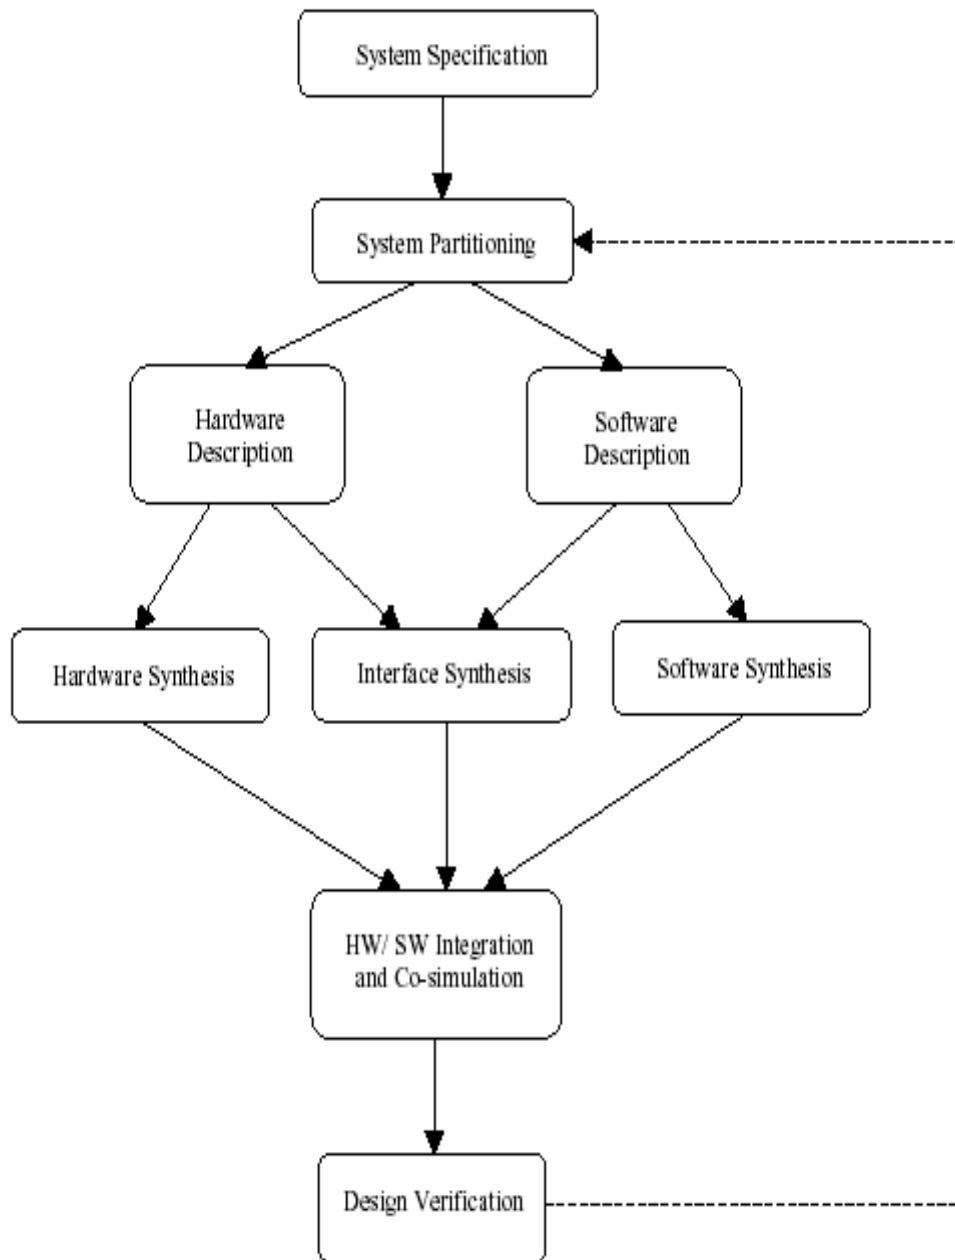 System Specification
System Partitioning
Hardware
Description
Software
Description
Hardware Synthesis
Interface Synthesis
Software Synthesis
HW/ SW Integration
and Co-simulation
Design Verification